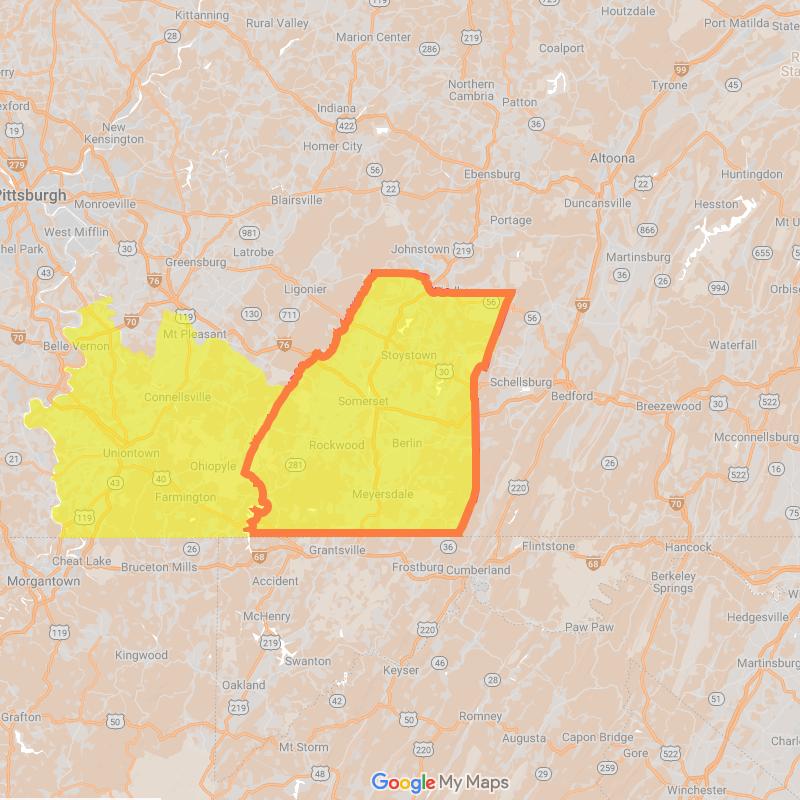 Houtzdale
Kittanning
Rural Valley
Port Matilda
State
28
Marion Center
219
286
Coalport
99
Tyrone
45
Northern
Cambria
Patton
Indiana
New
Kensington
19
422
36
Homer City
279
56
Ebensburg
Altoona
22
22
Huntingdon
Pittsburgh
Monroeville
Blairsville
Duncansville
Hesston
Portage
866
West Mifflin
981
30
Johnstown
219
Latrobe
Martinsburg
655
Greensburg
43
76
36
26
994
Ligonier
56
99
130
711
119
56
70
70
Mt Pleasant
Belle Vernon
76
Waterfall
Stoystown
30
Schellsburg
Connellsville
Somerset
Bedford
Breezewood
30
522
Rockwood
Berlin
Mcconnellsburg
Uniontown
21
Ohiopyle
281
26
522
16
43
40
220
Farmington
Meyersdale
70
119
75
26
68
Grantsville
36
Flintstone
Hancock
Cheat Lake
Bruceton Mills
Frostburg
Cumberland
68
Morgantown
Accident
Berkeley
Springs
McHenry
Hedgesville
119
219
220
Paw Paw
Kingwood
Swanton
46
Martinsburg
Keyser
28
Oakland
42
51
219
Grafton
50
50
Romney
Augusta
Capon Bridge
Mt Storm
220
Gore
522
48
29
259
Winchester
Google My Maps